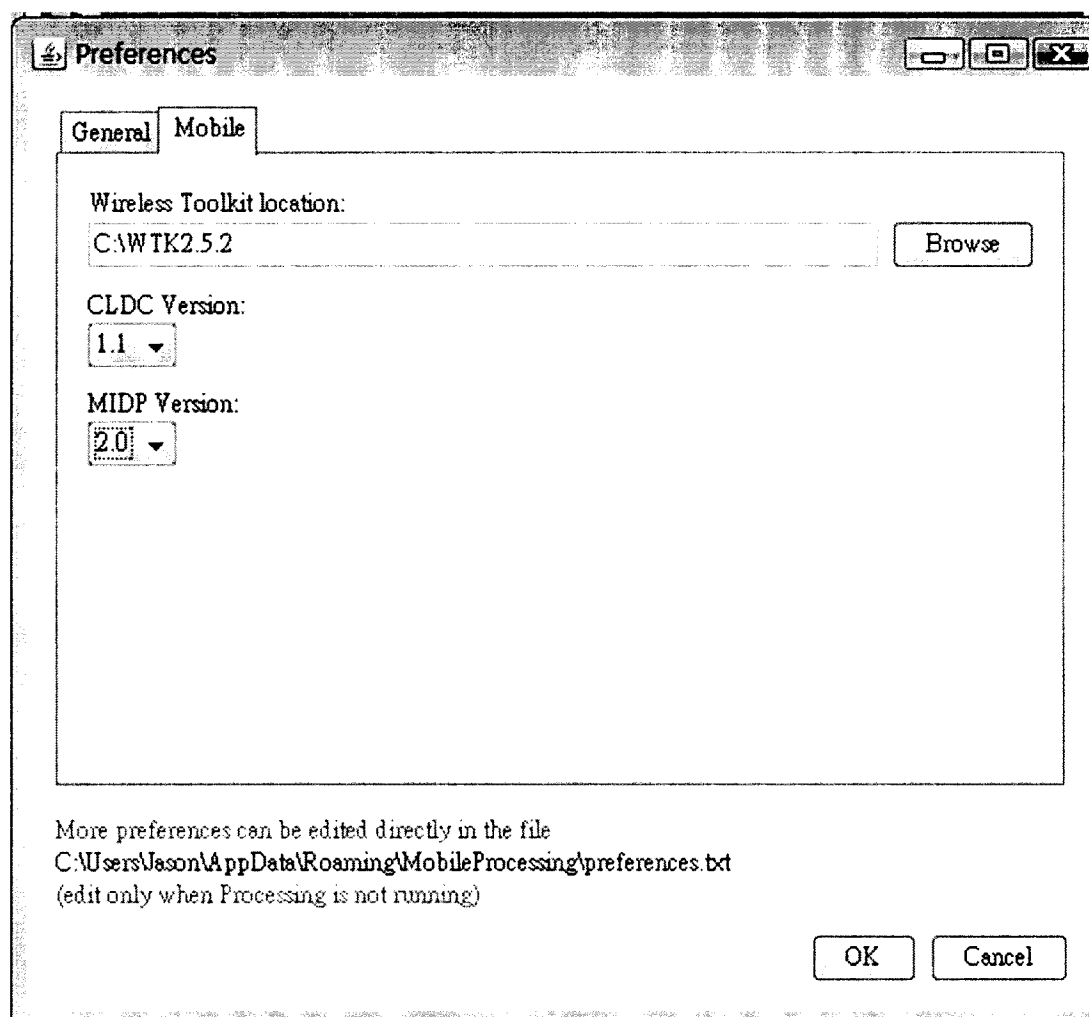 Preferences
General Mobile
Wireless Toolkit location:
C:\WTK2.5.2 Browse
CLDC Version:
1.1
MIDP Version:
2.0
More preferences can be edited directly in the file
C:\Users\Jason\AppData\Roaming\MobileProcessing\preferences.txt
(edit only when Processing is not running)
OK Cancel